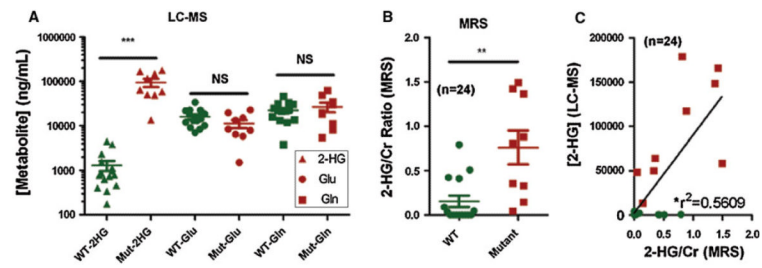 A
LC-MS
[Metabolite] (ng/mL)
1000000
100000
10000
1000
100
***
NS
NS
2-HG
Glu
Gln
WT-2HG
Mut-2HG
WT-Glu
Mut-Glu
WT-Gln
Mut-Gln
B
MRS
2-HG/Cr Ratio (MRS)
2.0
1.5
1.0
0.5
0.0
**
(n=24)
WT
Mutant
C
[2-HG] (LC-MS)
200000
150000
100000
50000
0
(n=24)
*r²=0.5609
0.0 0.5 1.0 1.5 2.0
2-HG/Cr (MRS)